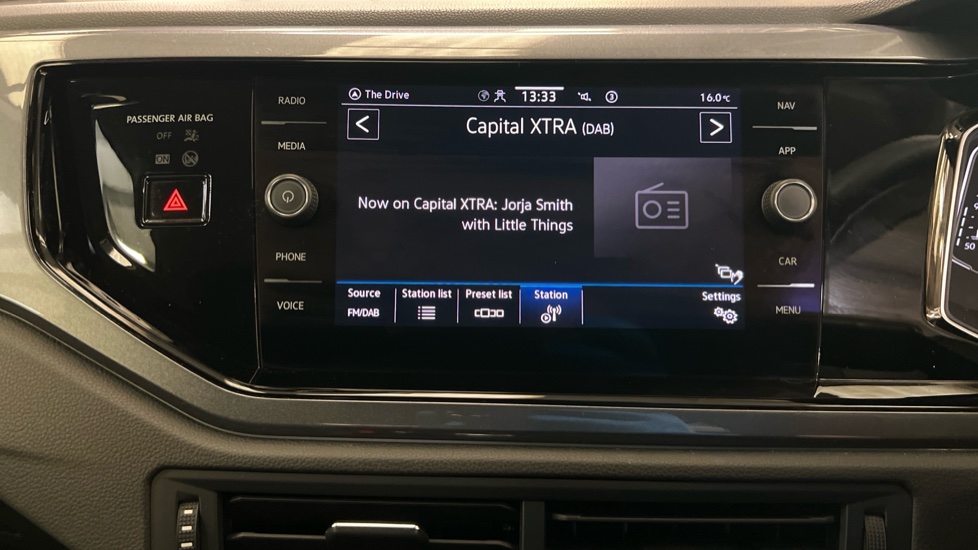 PASSENGER AIR BAG
OFF
ON
RADIO
MEDIA
PHONE
VOICE
The Drive
13:33
3
16.0°C
<
Capital XTRA (DAB)
>
Now on Capital XTRA: Jorja Smith
with Little Things
Source
FM/DAB
Station list
Preset list
Station
Settings
NAV
APP
CAR
MENU
50